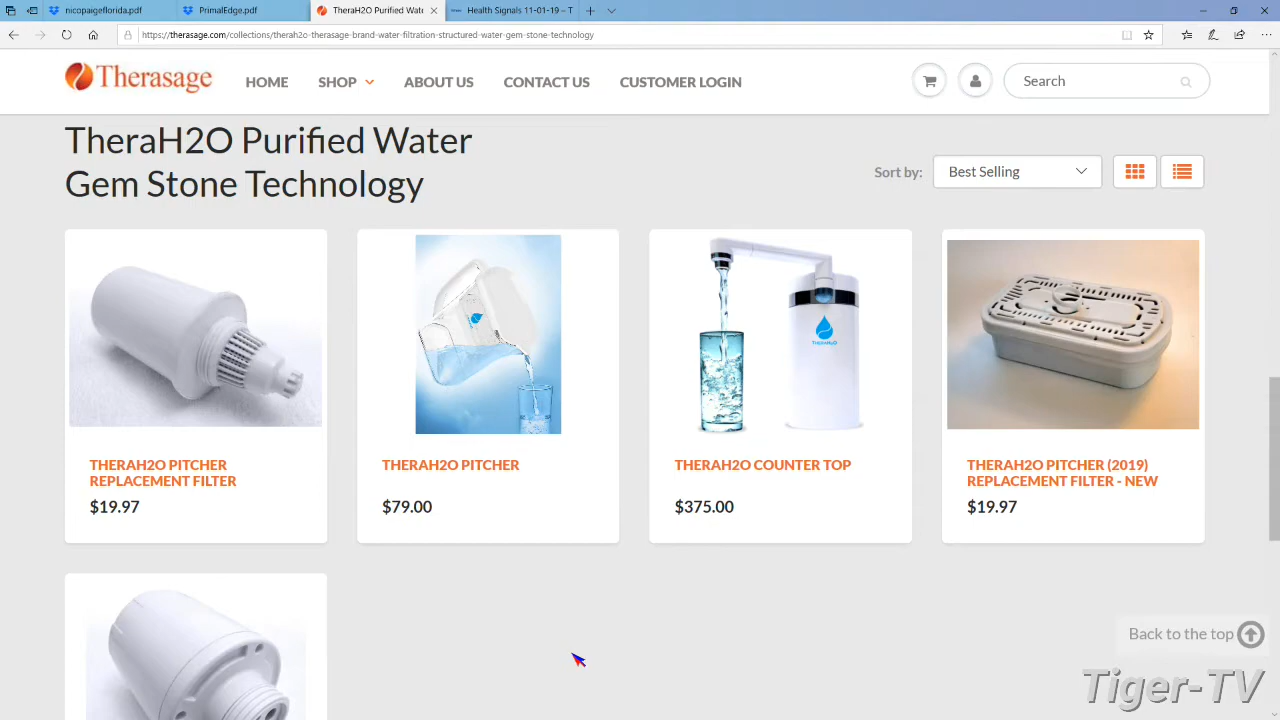 nicopaigeflorida.pdf
PrimalEdge.pdf
TheraH2O Purified Wate
Health Signals 11-01-19 – T
https://therasage.com/collections/therah2o-therasage-brand-water-filtration-structured-water-gem-stone-technology
Therasage
HOME
SHOP
ABOUT US
CONTACT US
CUSTOMER LOGIN
Search
TheraH2O Purified Water
Gem Stone Technology
Sort by:
Best Selling
THERAH2O
THERAH2O PITCHER
REPLACEMENT FILTER
$19.97
THERAH2O PITCHER
$79.00
THERAH2O COUNTER TOP
$375.00
THERAH2O PITCHER (2019)
REPLACEMENT FILTER - NEW
$19.97
Back to the top
Tiger-TV